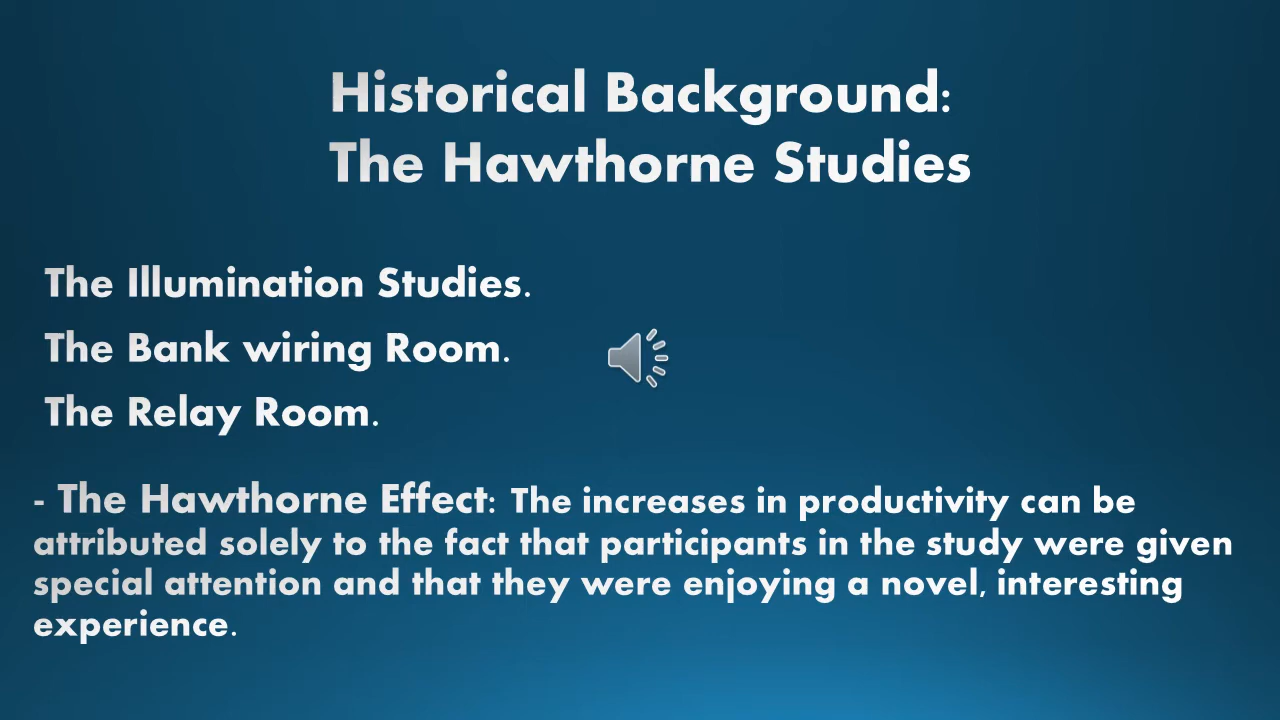 Historical Background:
The Hawthorne Studies
The Illumination Studies.
The Bank wiring Room.
The Relay Room.
- The Hawthorne Effect: The increases in productivity can be
attributed solely to the fact that participants in the study were given
special attention and that they were enjoying a novel, interesting
experience.